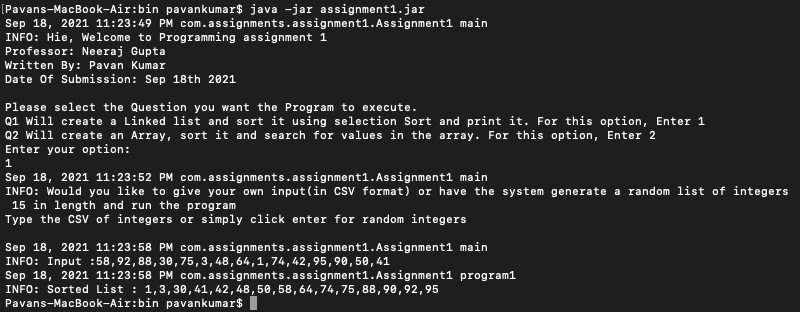 Pavans-MacBook-Air:bin pavankumar$ java -jar assignment1.jar
Sep 18, 2021 11:23:49 PM com.assignments.assignment1.Assignment1 main
INFO: Hie, Welcome to Programming assignment 1
Professor: Neeraj Gupta
Written By: Pavan Kumar
Date Of Submission: Sep 18th 2021
Please select the Question you want the Program to execute.
Q1 Will create a Linked list and sort it using selection Sort and print it. For this option, Enter 1
Q2 Will create an Array, sort it and search for values in the array. For this option, Enter 2
Enter your option:
1
Sep 18, 2021 11:23:52 PM com.assignments.assignment1.Assignment1 main
INFO: Would you like to give your own input(in CSV format) or have the system generate a random list of integers
15 in length and run the program
Type the CSV of integers or simply click enter for random integers
Sep 18, 2021 11:23:58 PM com.assignments.assignment1.Assignment1 main
INFO: Input :58,92,88,30,75,3,48,64,1,74,42,95,90,50,41
Sep 18, 2021 11:23:58 PM com.assignments.assignment1.Assignment1 program1
INFO: Sorted List : 1,3,30,41,42,48,50,58,64,74,75,88,90,92,95
Pavans-MacBook-Air:bin pavankumar$